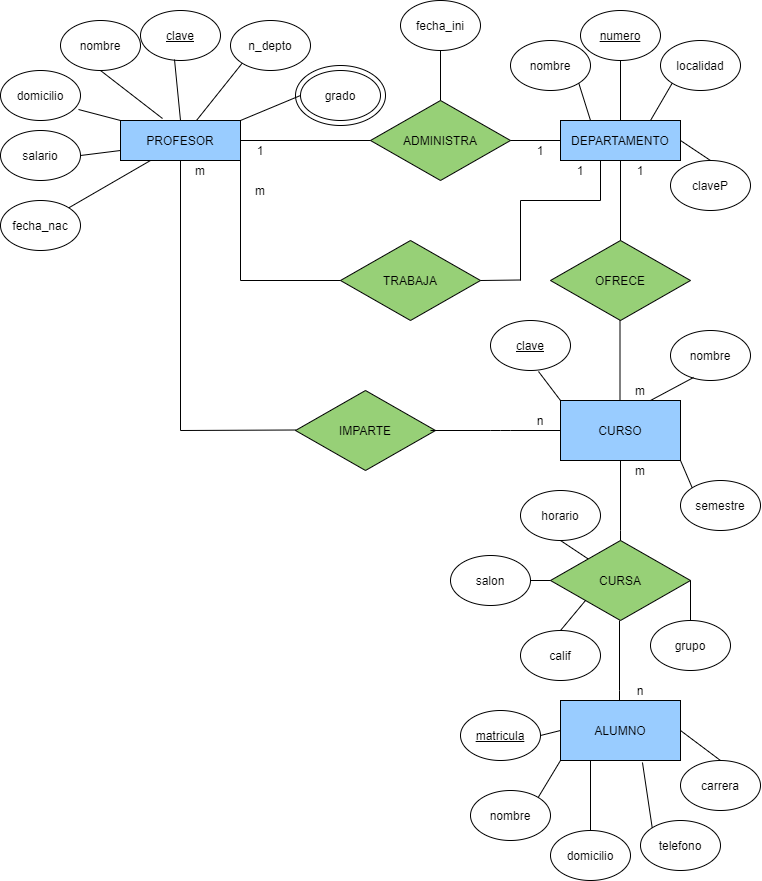 fecha_ini
clave
numero
nombre
n_depto
nombre
localidad
domicilio
grado
PROFESOR
ADMINISTRA
DEPARTAMENTO
1
1
salario
m
1
1
claveP
m
fecha_nac
TRABAJA
OFRECE
clave
nombre
m
n
IMPARTE
CURSO
m
semestre
horario
salon
CURSA
calif
grupo
n
matricula
ALUMNO
carrera
nombre
telefono
domicilio